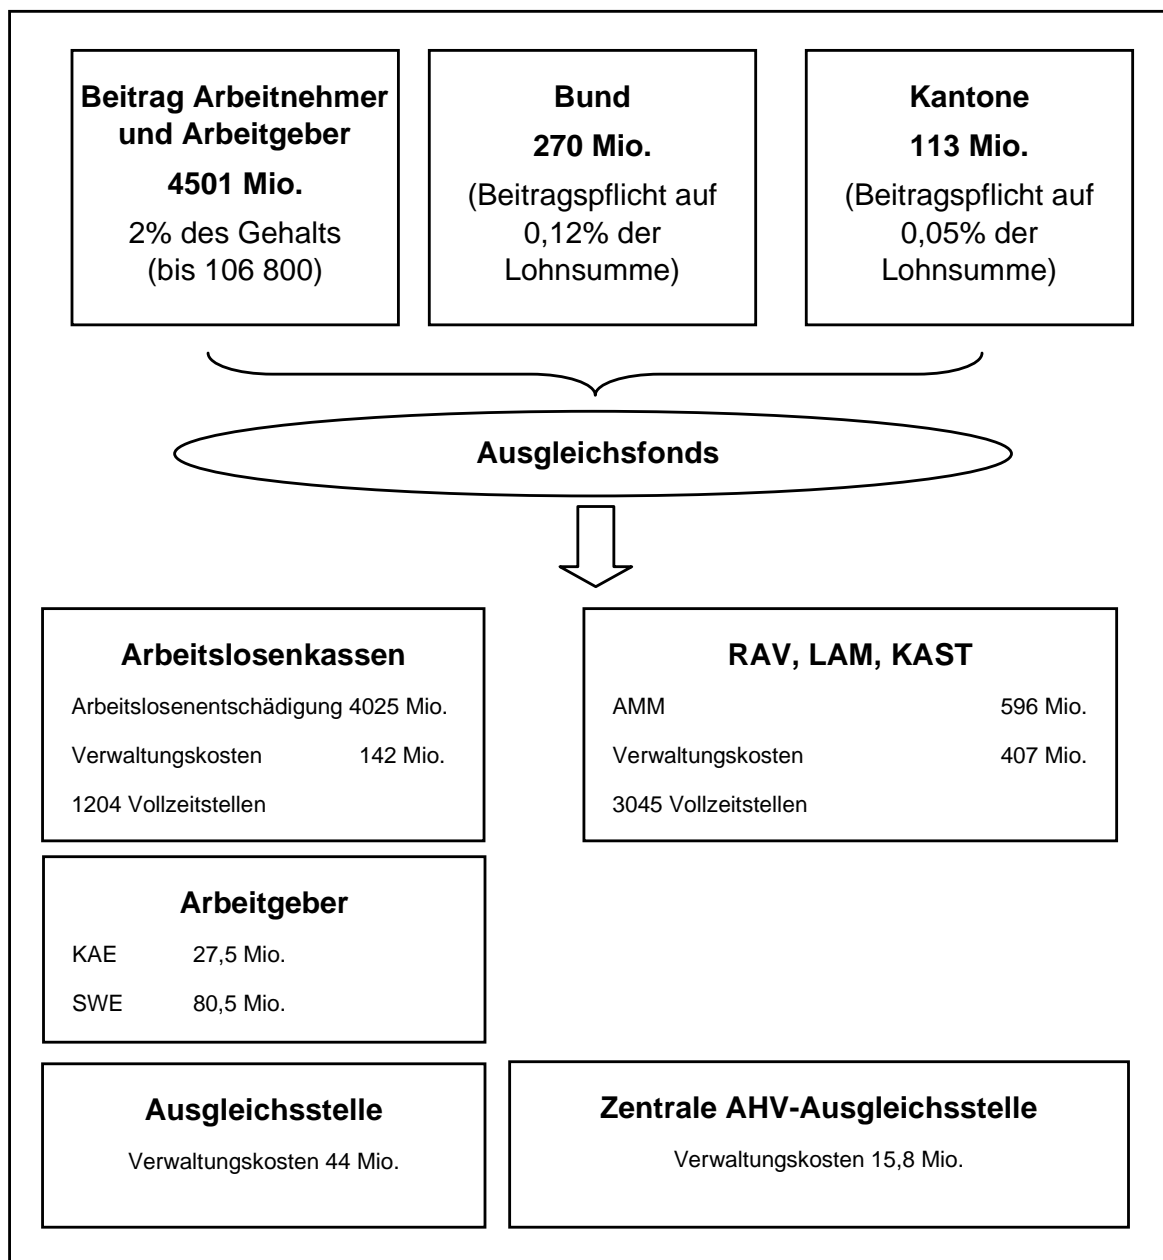 Beitrag Arbeitnehmer
und Arbeitgeber
4501 Mio.
2% des Gehalts
(bis 106 800)
Bund
270 Mio.
(Beitragspflicht auf
0,12% der
Lohnsumme)
Kantone
113 Mio.
(Beitragspflicht auf
0,05% der
Lohnsumme)
Ausgleichsfonds
Arbeitslosenkassen
Arbeitslosenentschädigung 4025 Mio.
Verwaltungskosten 142 Mio.
1204 Vollzeitstellen
RAV, LAM, KAST
AMM 596 Mio.
Verwaltungskosten 407 Mio.
3045 Vollzeitstellen
Arbeitgeber
KAE 27,5 Mio.
SWE 80,5 Mio.
Ausgleichsstelle
Verwaltungskosten 44 Mio.
Zentrale AHV-Ausgleichsstelle
Verwaltungskosten 15,8 Mio.